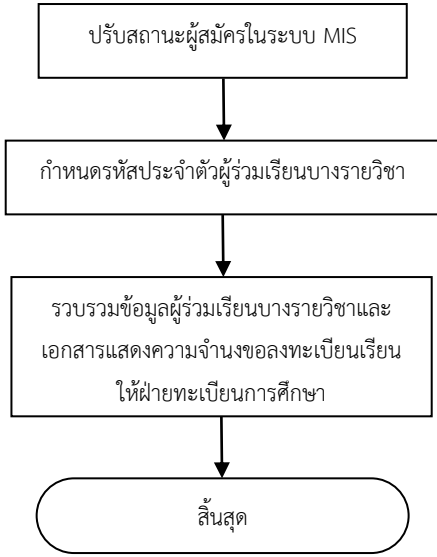 ปรับสถานะผู้สมัครในระบบ MIS
กำหนดรหัสประจำตัวผู้ร่วมเรียนบางรายวิชา
รวบรวมข้อมูลผู้ร่วมเรียนบางรายวิชาและ
เอกสารแสดงความจำนงขอลงทะเบียนเรียน
ให้ฝ่ายทะเบียนการศึกษา
สิ้นสุด